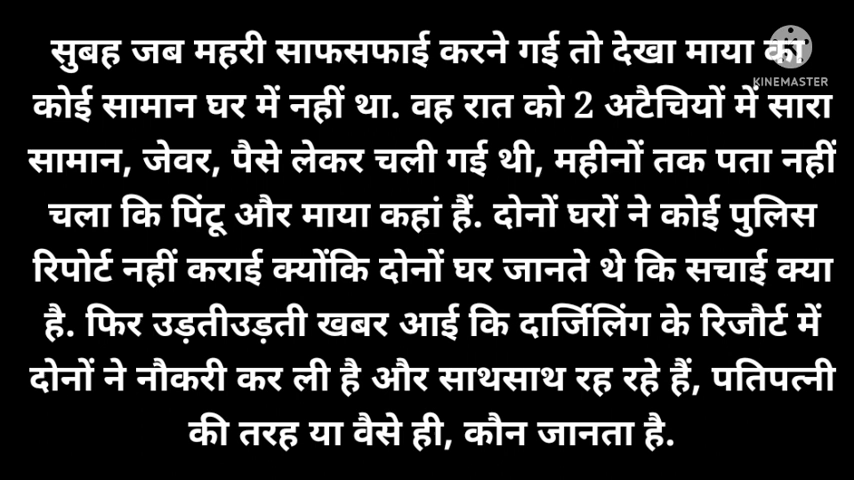 सुबह जब महरी साफसफाई करने गई तो देखा माया का
KINEMASTER
कोई सामान घर में नहीं था. वह रात को 2 अटैचियों में सारा
सामान, जेवर, पैसे लेकर चली गई थी, महीनों तक पता नहीं
चला कि पिंटू और माया कहां हैं. दोनों घरों ने कोई पुलिस
रिपोर्ट नहीं कराई क्योंकि दोनों घर जानते थे कि सचाई क्या
है. फिर उड़तीउड़ती खबर आई कि दार्जिलिंग के रिजौर्ट में
दोनों ने नौकरी कर ली है और साथसाथ रह रहे हैं, पतिपत्नी
की तरह या वैसे ही, कौन जानता है.